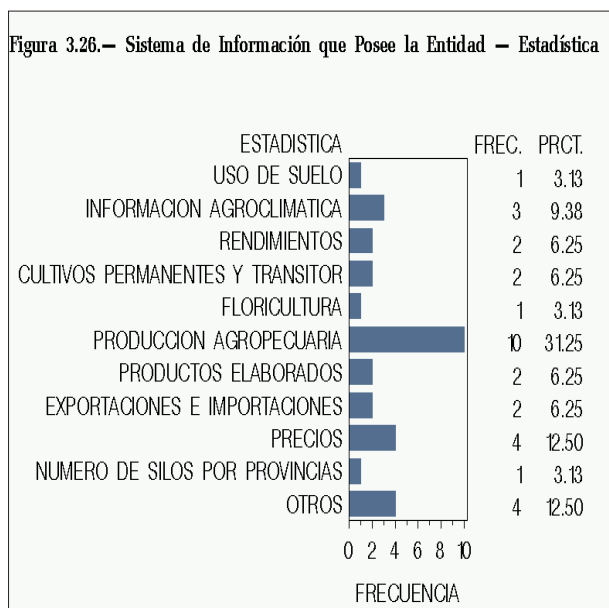 Figura 3.26.— Sistema de Información que Posee la Entidad — Estadística
ESTADISTICA FREC. PRCT.
USO DE SUELO 1 3.13
INFORMACION AGROCLIMATICA 3 9.38
RENDIMIENTOS 2 6.25
CULTIVOS PERMANENTES Y TRANSITOR 2 6.25
FLORICULTURA 1 3.13
PRODUCCION AGROPECUARIA 10 31.25
PRODUCTOS ELABORADOS 2 6.25
EXPORTACIONES E IMPORTACIONES 2 6.25
PRECIOS 4 12.50
NUMERO DE SILOS POR PROVINCIAS 1 3.13
OTROS 4 12.50
0 2 4 6 8 10
FRECUENCIA